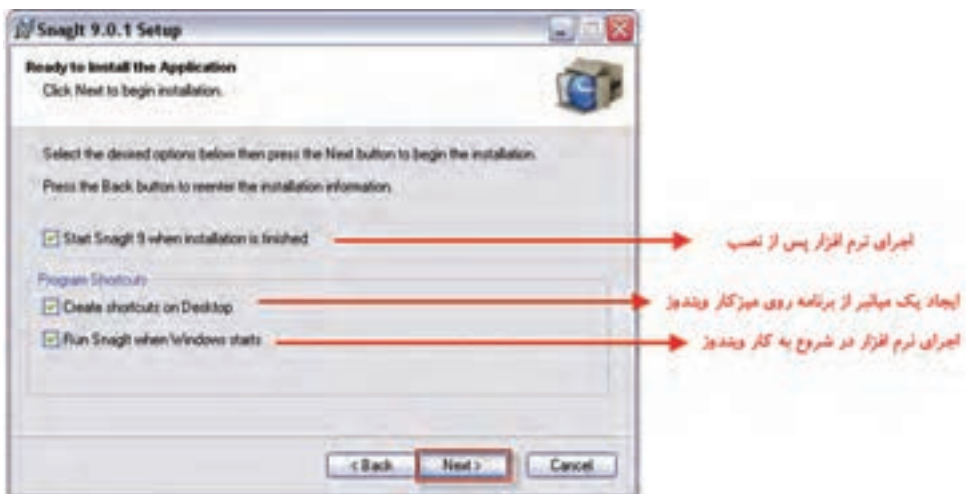 SnagIt 9.0.1 Setup
Ready to Install the Application
Click Next to begin installation.
Select the desired options below then press the Next button to begin the installation.
Press the Back button to reenter the installation information.
Start SnagIt 9 when installation is finished
اجرای نرم افزار پس از نصب
Program Shortcuts
Create shortcuts on Desktop
ایجاد یک میانبر از برنامه روی میزکار ویندوز
Run SnagIt when Windows starts
اجرای نرم افزار در شروع به کار ویندوز
< Back
Next >
Cancel